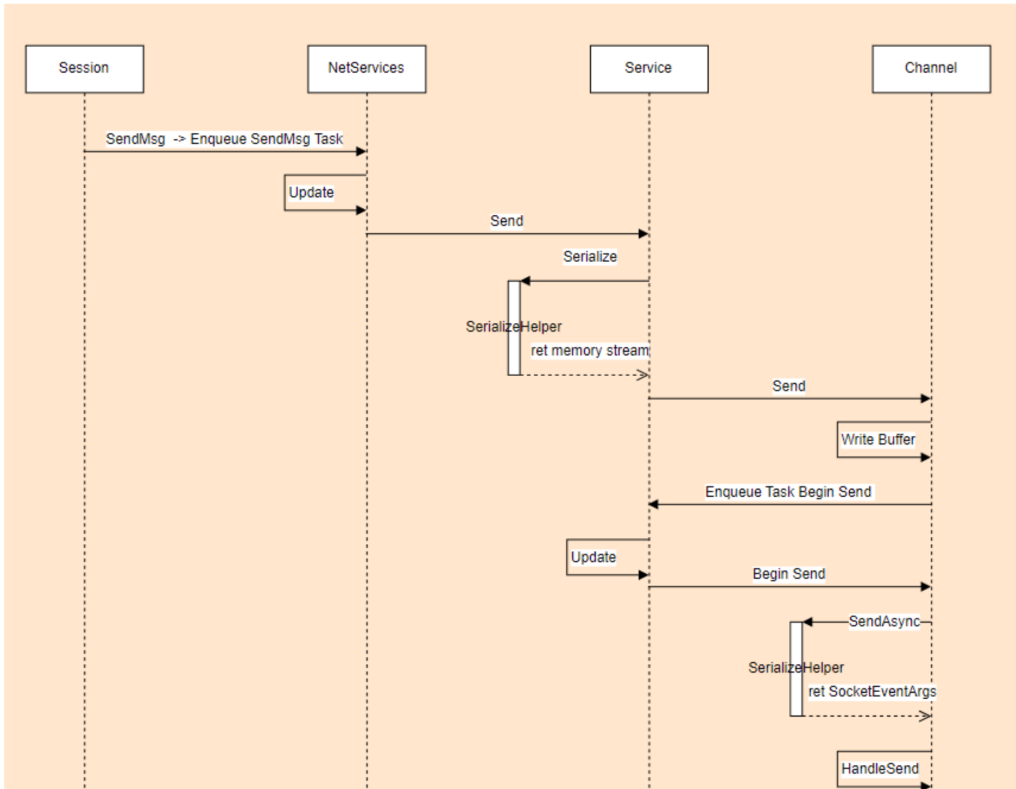 Session
NetServices
Service
Channel
SendMsg -> Enqueue SendMsg Task
Update
Send
Serialize
SerializeHelper
ret memory stream
Send
Write Buffer
Enqueue Task Begin Send
Update
Begin Send
SendAsync
SerializeHelper
ret SocketEventArgs
HandleSend